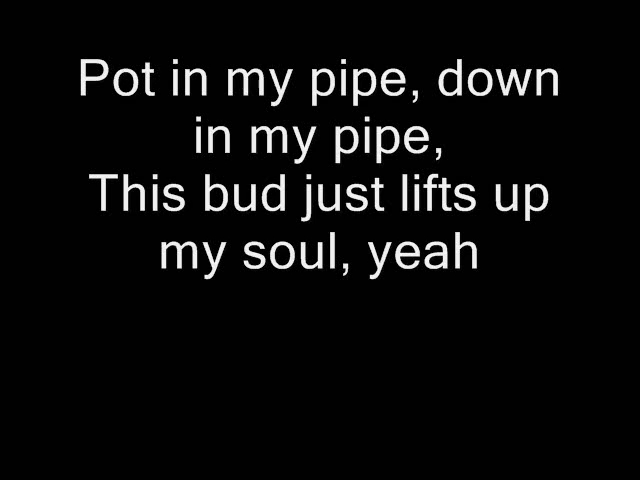 Pot in my pipe, down
in my pipe,
This bud just lifts up
my soul, yeah